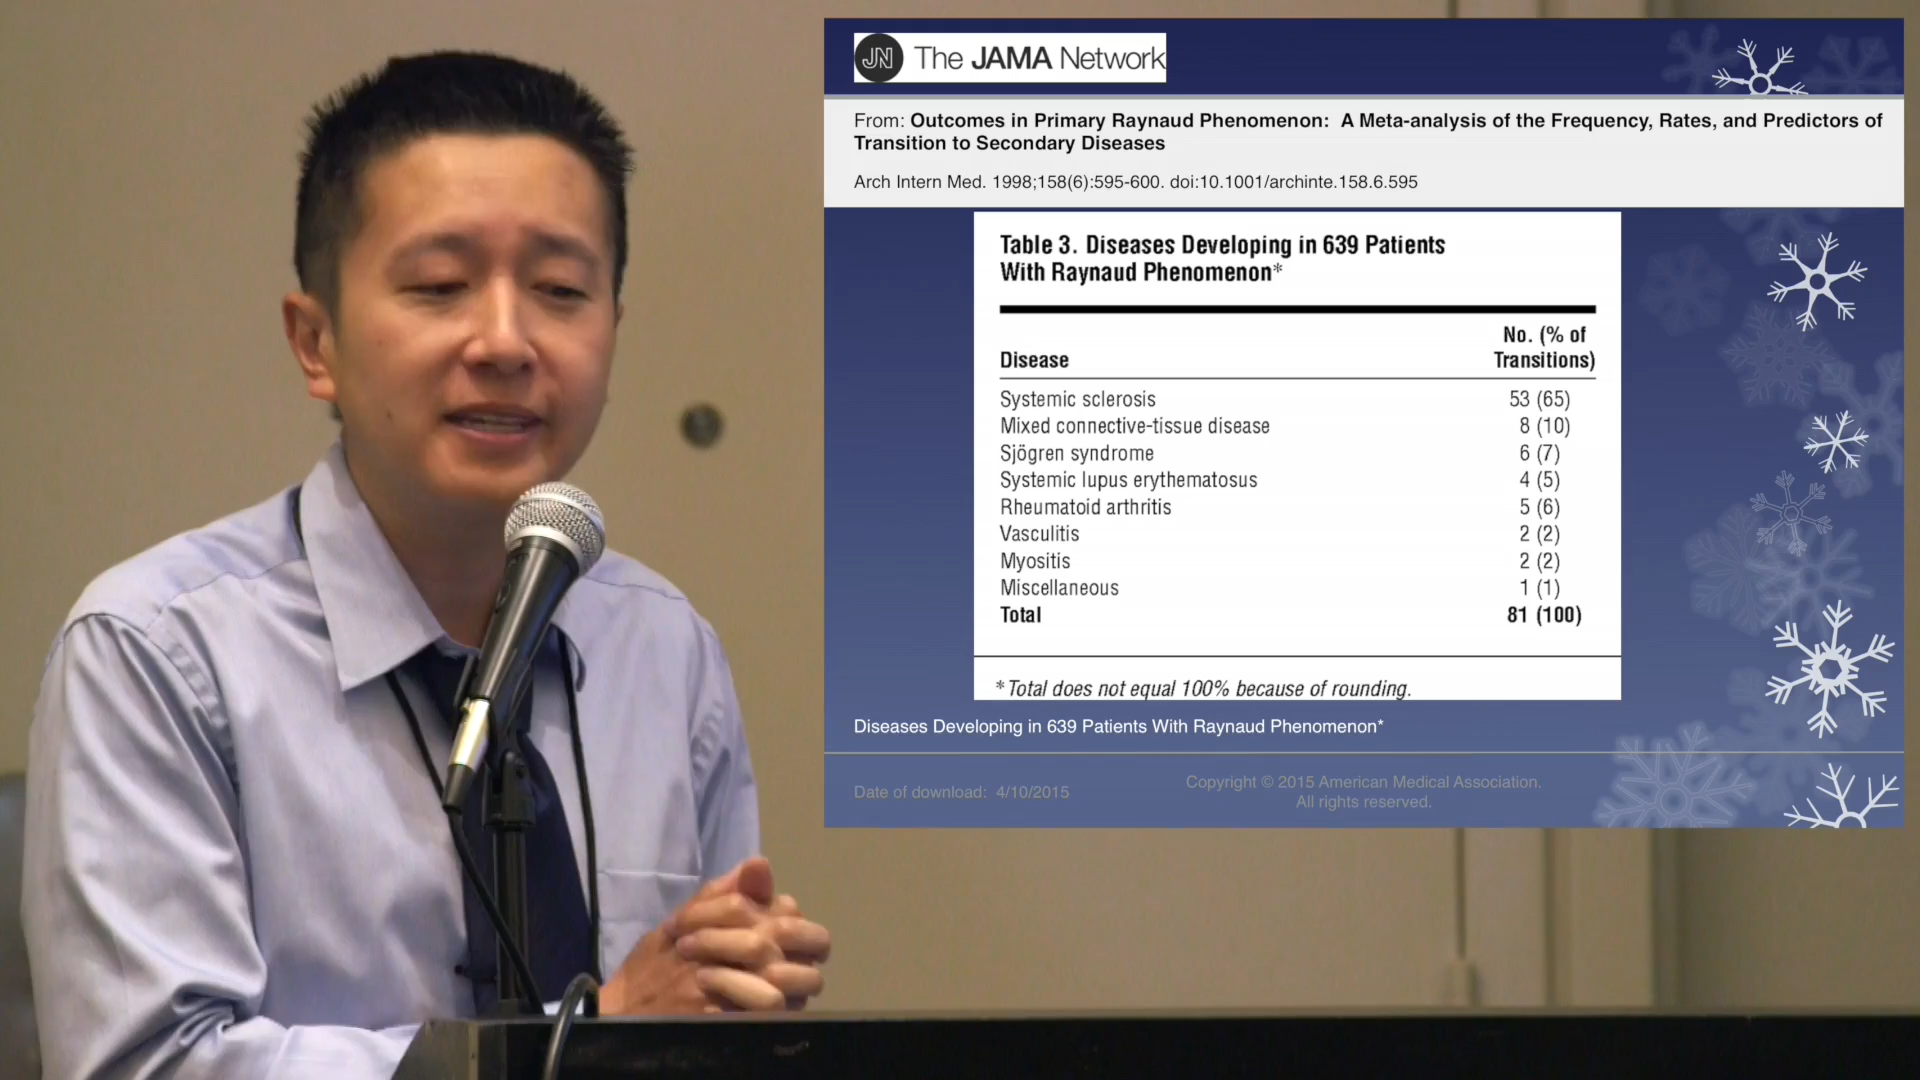 JN The JAMA Network
From: Outcomes in Primary Raynaud Phenomenon: A Meta-analysis of the Frequency, Rates, and Predictors of
Transition to Secondary Diseases
Arch Intern Med. 1998;158(6):595-600. doi:10.1001/archinte.158.6.595
Table 3. Diseases Developing in 639 Patients
With Raynaud Phenomenon*
No. (% of
Disease Transitions)
Systemic sclerosis 53 (65)
Mixed connective-tissue disease 8 (10)
Sjögren syndrome 6 (7)
Systemic lupus erythematosus 4 (5)
Rheumatoid arthritis 5 (6)
Vasculitis 2 (2)
Myositis 2 (2)
Miscellaneous 1 (1)
Total 81 (100)
*Total does not equal 100% because of rounding.
Diseases Developing in 639 Patients With Raynaud Phenomenon*
Date of download: 4/10/2015
Copyright © 2015 American Medical Association.
All rights reserved.